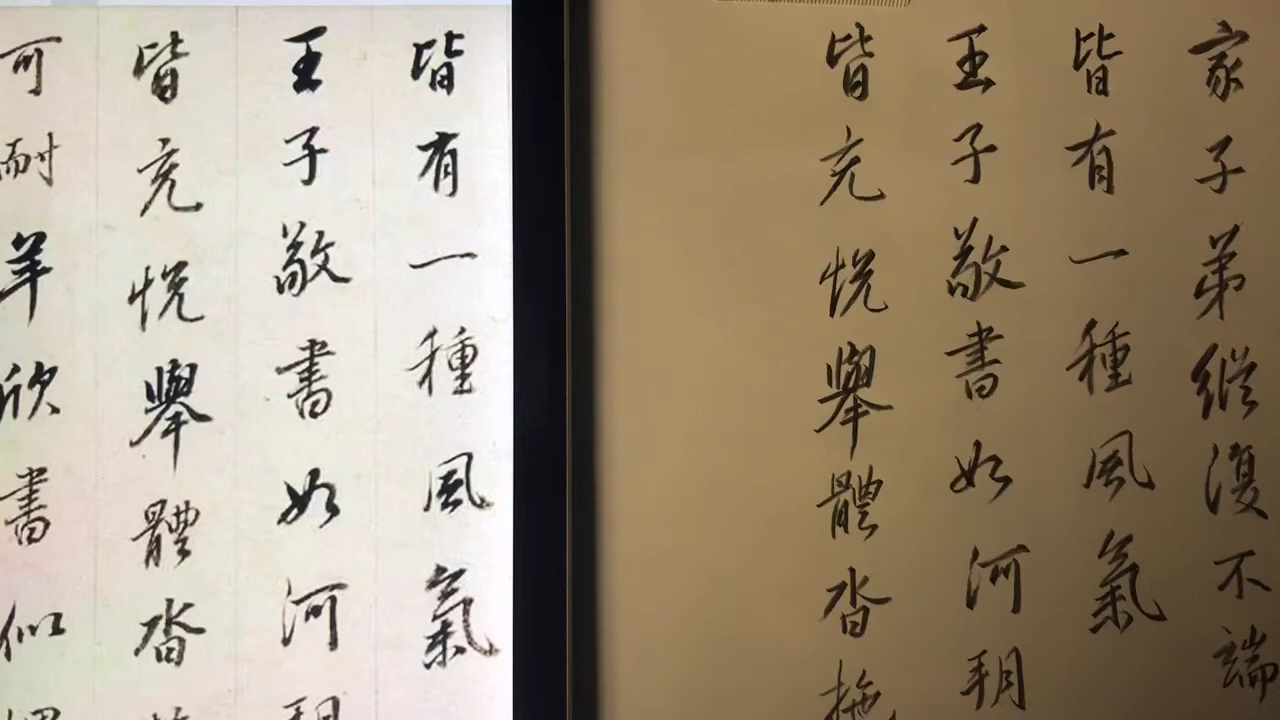 皆有一種風氣
王子敬書如河
皆充悅舉體沓
可耐羊欣書似
家子弟縱復不端
皆有一種風氣
王子敬書如河朔
皆充悅舉體沓拖